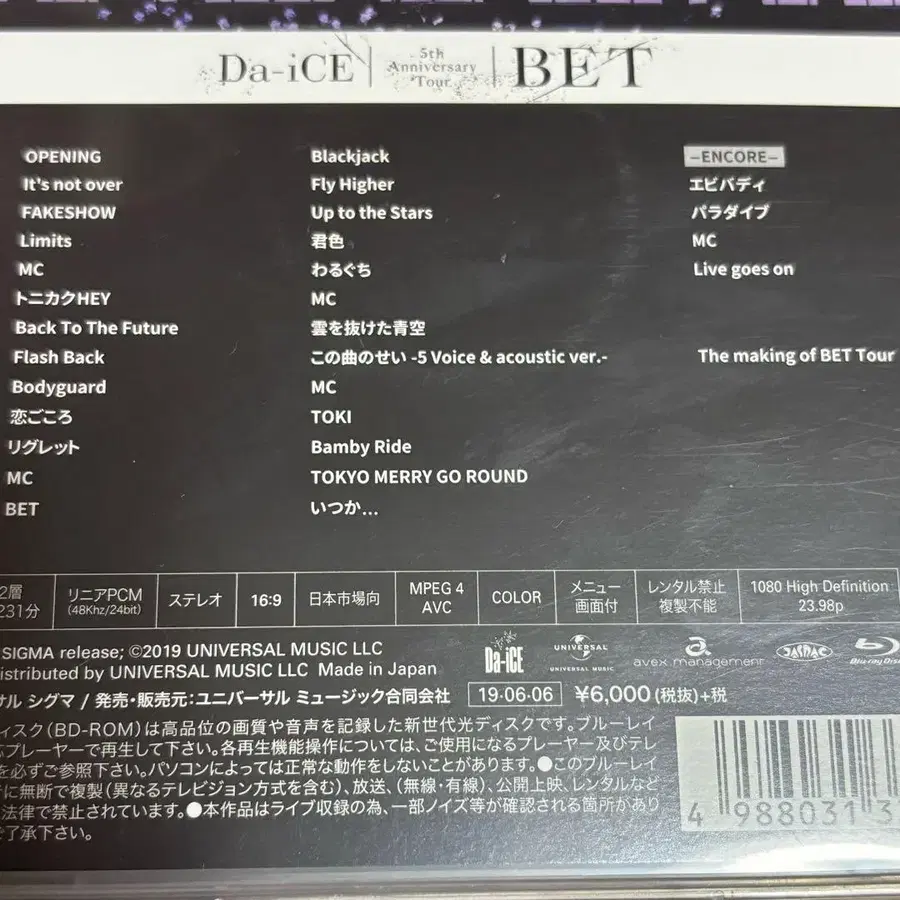 Da-iCE
5th
Anniversary
Tour
BET
OPENING
It's not over
FAKESHOW
Limits
MC
トニカクHEY
Back To The Future
Flash Back
Bodyguard
恋ごころ
リグレット
MC
BET
Blackjack
Fly Higher
Up to the Stars
君色
わるぐち
MC
雲を抜けた青空
この曲のせい -5 Voice & acoustic ver.-
MC
TOKI
Bamby Ride
TOKYO MERRY GO ROUND
いつか...
-ENCORE-
エビバディ
パラダイブ
MC
Live goes on
The making of BET Tour
2層
231分
リニアPCM
(48Khz/24bit)
ステレオ
16:9
日本市場向
MPEG 4
AVC
COLOR
メニュー
画面付
レンタル禁止
複製不能
1080 High Definition
23.98p
SIGMA release; ©2019 UNIVERSAL MUSIC LLC
istributed by UNIVERSAL MUSIC LLC Made in Japan
サル シグマ / 発売・販売元:ユニバーサル ミュージック合同会社
19・06・06
¥6,000(税抜)+税
Da-iCE
UNIVERSAL
UNIVERSAL MUSIC
avex management
JASRAC
Blu-ray Disc
ィスク(BD-ROM)は高品位の画質や音声を記録した新世代光ディスクです。ブルーレイ
プレーヤーで再生して下さい。各再生機能操作については、ご使用になるプレーヤー及びテレ
を必ずご参照下さい。パソコンによっては正常な動作をしないことがあります。●このブルーレイ
に無断で複製(異なるテレビジョン方式を含む)、放送、(無線・有線)、公開上映、レンタルなど
法律で禁止されています。●本作品はライブ収録の為、一部ノイズ等が確認される箇所があり
了承下さい。
4 988031 3